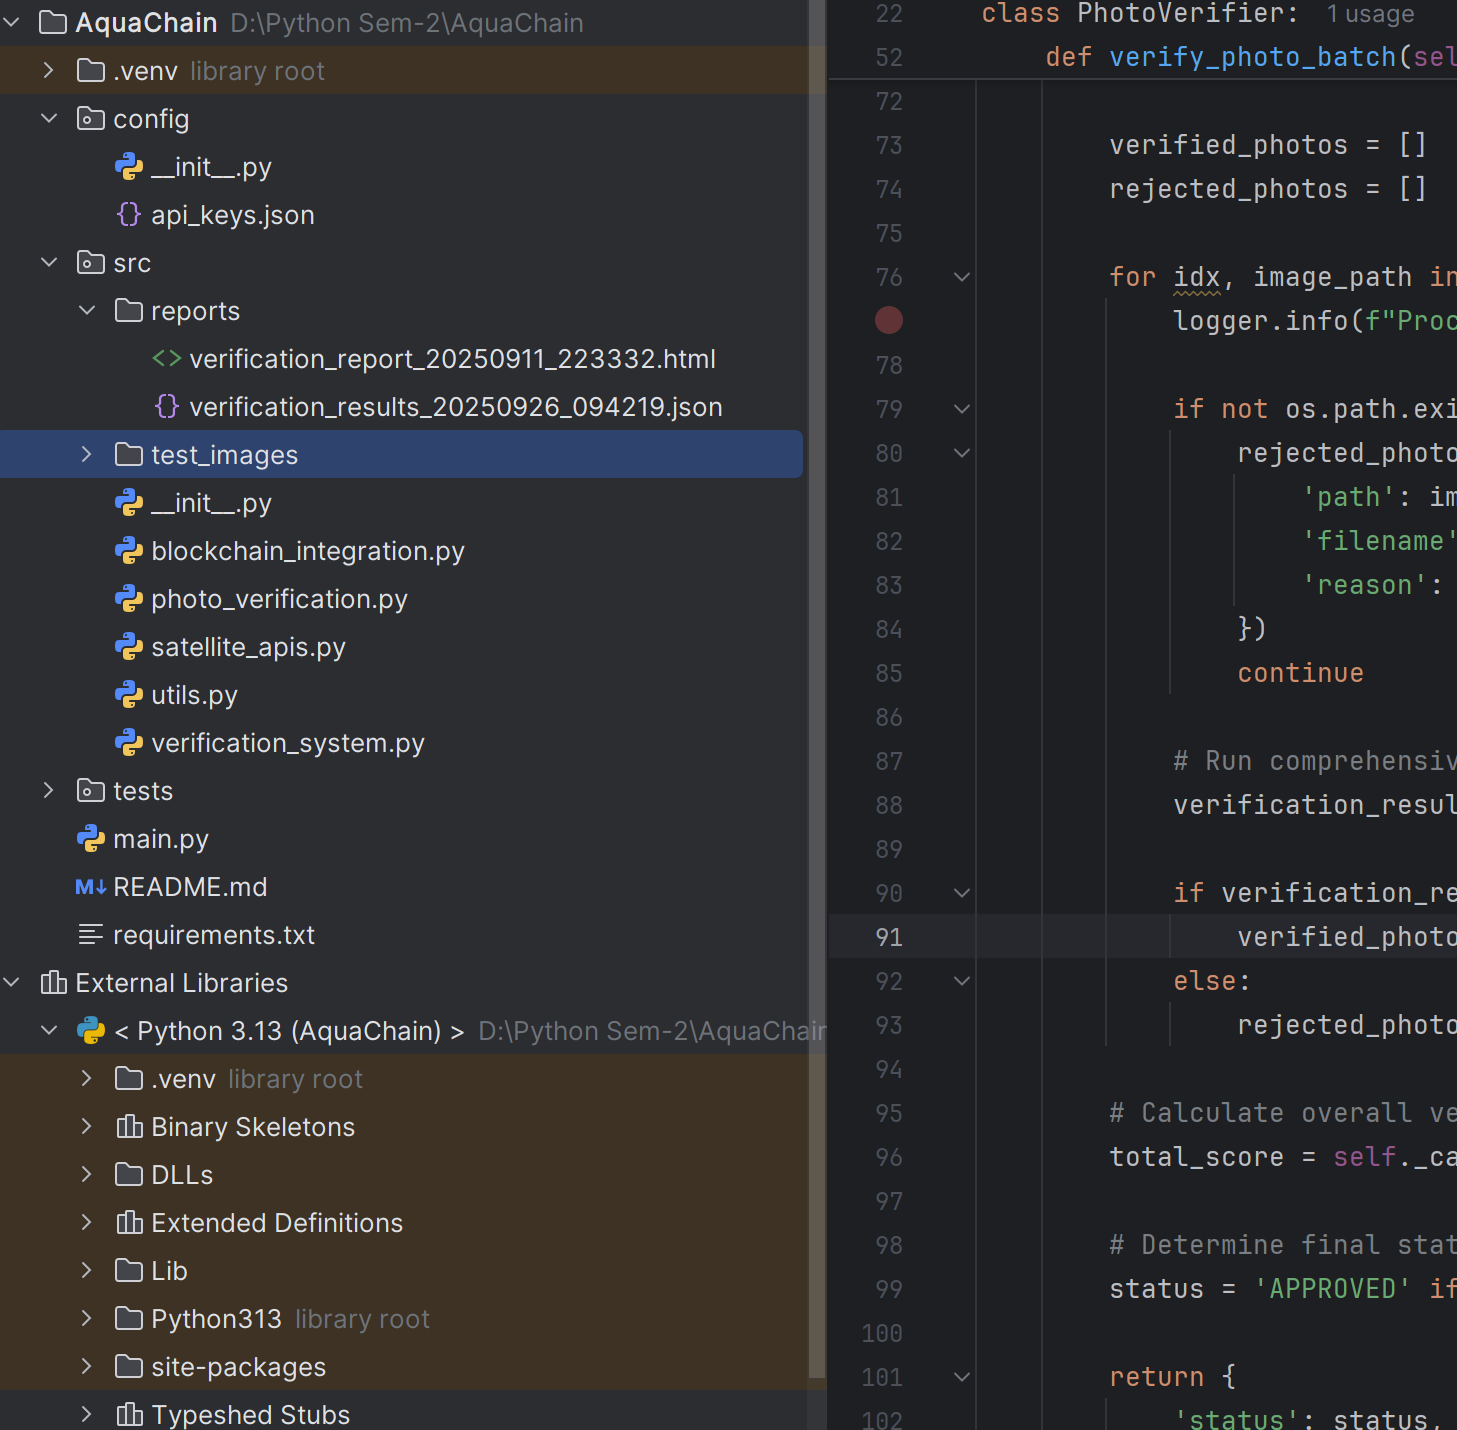 AquaChain D:\Python Sem-2\AquaChain
.venv library root
config
__init__.py
{} api_keys.json
src
reports
<> verification_report_20250911_223332.html
{} verification_results_20250926_094219.json
test_images
__init__.py
blockchain_integration.py
photo_verification.py
satellite_apis.py
utils.py
verification_system.py
tests
main.py
M↓ README.md
requirements.txt
External Libraries
< Python 3.13 (AquaChain) > D:\Python Sem-2\AquaChain
.venv library root
Binary Skeletons
DLLs
Extended Definitions
Lib
Python313 library root
site-packages
Typeshed Stubs
22 class PhotoVerifier: 1 usage
52 def verify_photo_batch(sel
72
73 verified_photos = []
74 rejected_photos = []
75
76 for idx, image_path in
logger.info(f"Proc
78
79 if not os.path.exi
80 rejected_photo
81 'path': im
82 'filename'
83 'reason':
84 })
85 continue
86
87 # Run comprehensiv
88 verification_resul
89
90 if verification_re
91 verified_photo
92 else:
93 rejected_photo
94
95 # Calculate overall ve
96 total_score = self._ca
97
98 # Determine final stat
99 status = 'APPROVED' if
100
101 return {
102 'status': status,